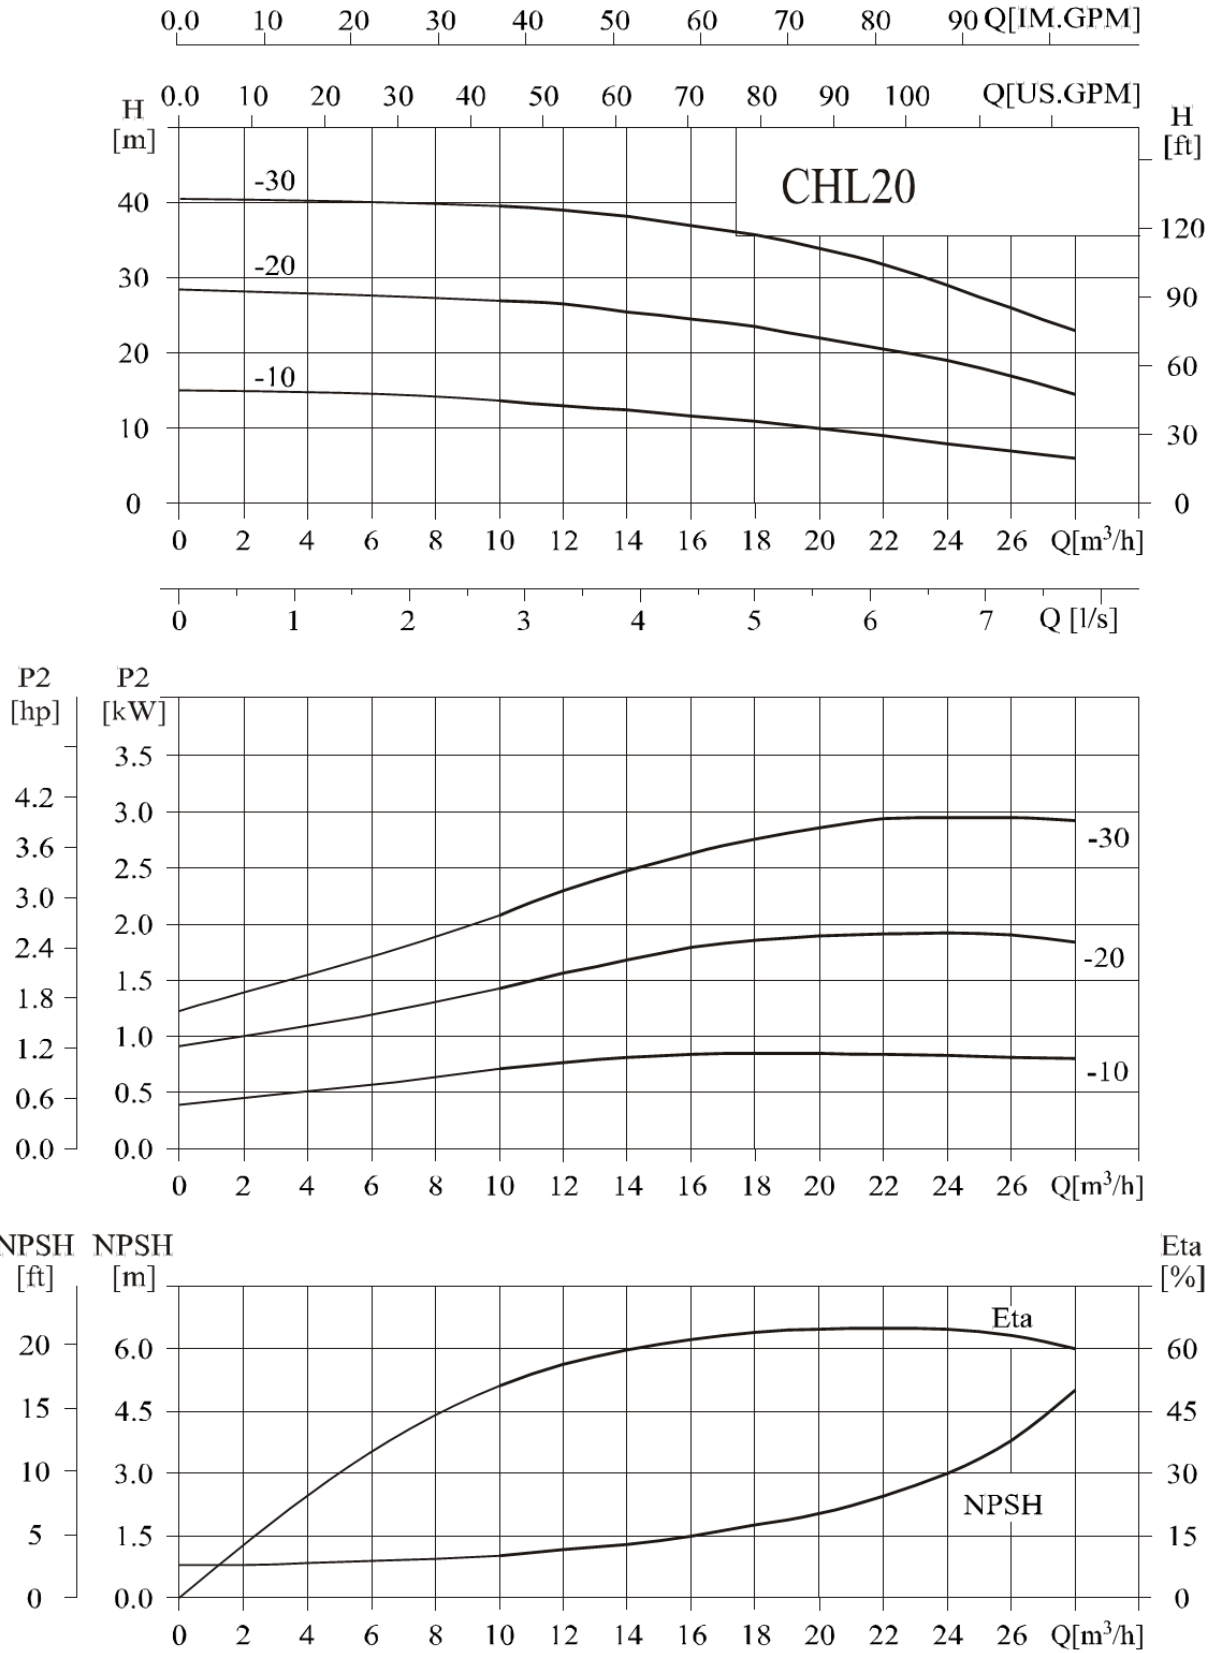 0.0 10 20 30 40 50 60 70 80 90 Q[IM.GPM]
H [m]
0.0 10 20 30 40 50 60 70 80 90 100 Q[US.GPM]
H [ft]
CHL20
-30
40
120
-20
30
90
20
60
-10
10
30
0
0
0 2 4 6 8 10 12 14 16 18 20 22 24 26 Q[m³/h]
0 1 2 3 4 5 6 7 Q [l/s]
P2 [hp]
P2 [kW]
3.5
4.2
3.0
-30
3.6
2.5
3.0
2.0
2.4
-20
1.5
1.8
1.0
1.2
-10
0.5
0.6
0.0
0.0
0 2 4 6 8 10 12 14 16 18 20 22 24 26 Q[m³/h]
NPSH [ft]
NPSH [m]
Eta [%]
Eta
20
6.0
60
15
4.5
45
10
3.0
30
NPSH
5
1.5
15
0
0.0
0
0 2 4 6 8 10 12 14 16 18 20 22 24 26 Q[m³/h]